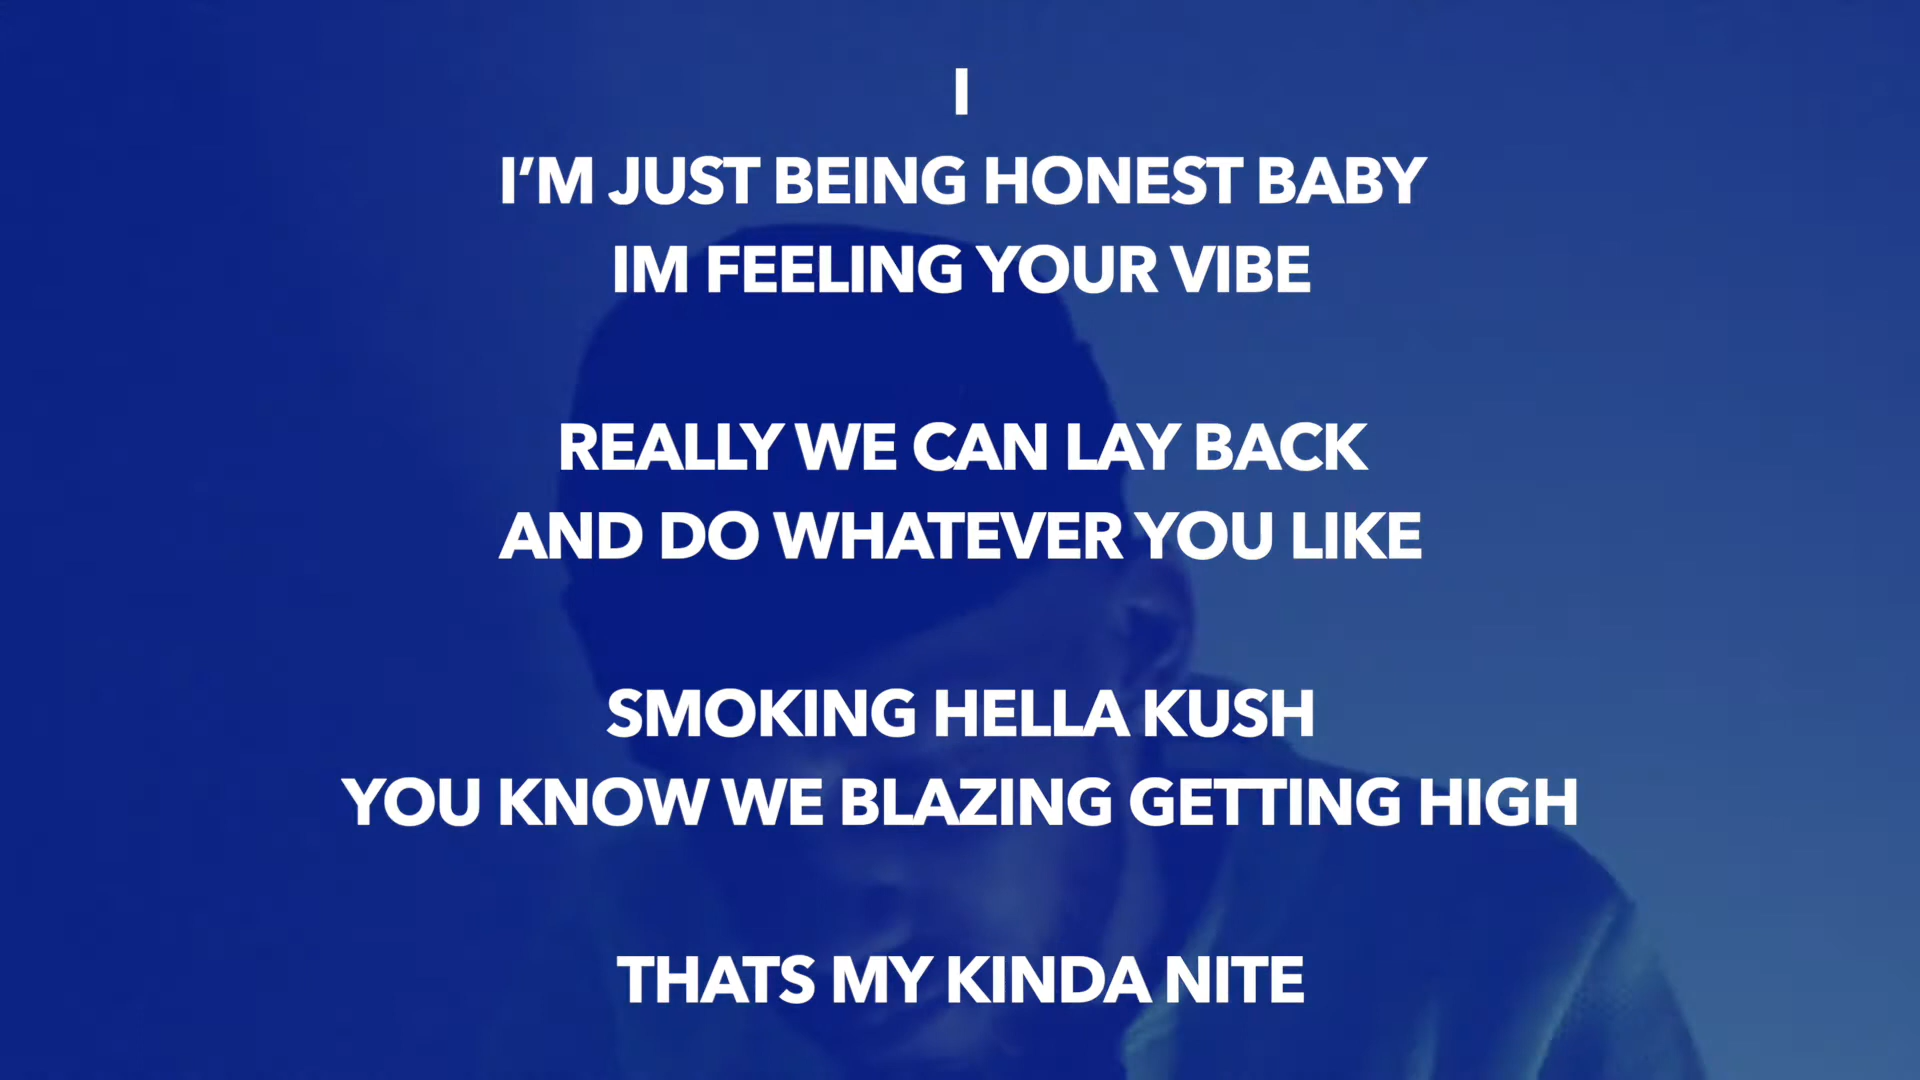 I
I’M JUST BEING HONEST BABY
IM FEELING YOUR VIBE
REALLY WE CAN LAY BACK
AND DO WHATEVER YOU LIKE
SMOKING HELLA KUSH
YOU KNOW WE BLAZING GETTING HIGH
THATS MY KINDA NITE